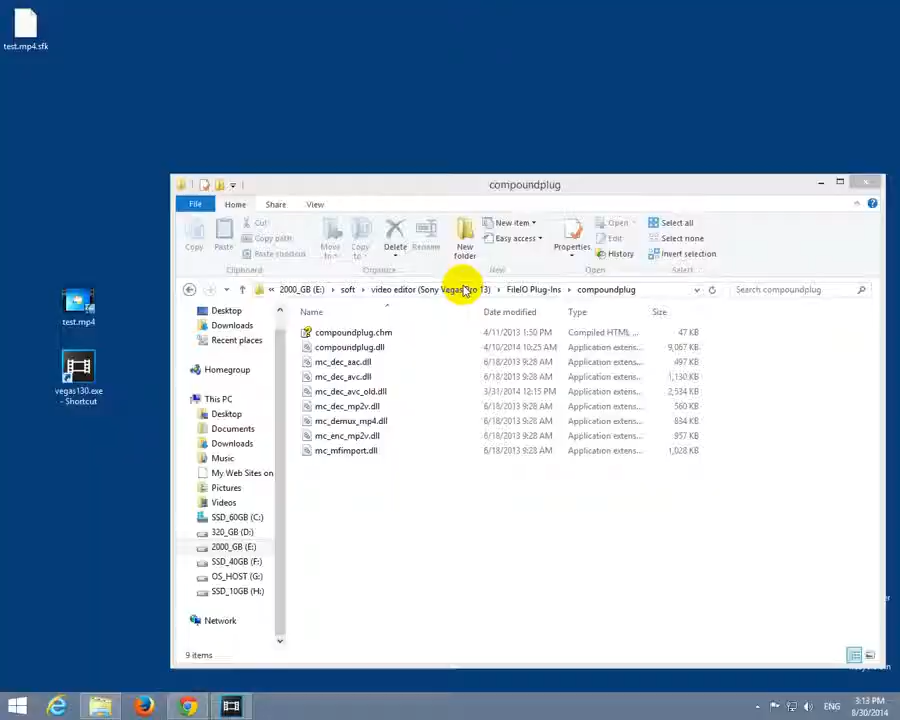 test.mp4.sfk
compoundplug
File Home Share View
Copy
Paste
Cut
Copy path
Paste shortcut
Clipboard
Move to
Copy to
Delete
Rename
Organize
New folder
New item
Easy access
New
Properties
Open
Edit
History
Open
Select all
Select none
Invert selection
Select
« 2000_GB (E:) › soft › video editor (Sony Vegas Pro 13) › FileIO Plug-Ins › compoundplug
Search compoundplug
Name Date modified Type Size
compoundplug.chm 4/11/2013 1:50 PM Compiled HTML ... 47 KB
compoundplug.dll 4/10/2014 10:25 AM Application extens... 9,067 KB
mc_dec_aac.dll 6/18/2013 9:28 AM Application extens... 497 KB
mc_dec_avc.dll 6/18/2013 9:28 AM Application extens... 1,130 KB
mc_dec_avc_old.dll 3/31/2014 12:15 PM Application extens... 2,534 KB
mc_dec_mp2v.dll 6/18/2013 9:28 AM Application extens... 560 KB
mc_demux_mp4.dll 6/18/2013 9:28 AM Application extens... 834 KB
mc_enc_mp2v.dll 6/18/2013 9:28 AM Application extens... 957 KB
mc_mfimport.dll 6/18/2013 9:28 AM Application extens... 1,028 KB
Desktop
Downloads
Recent places
Homegroup
This PC
Desktop
Documents
Downloads
Music
My Web Sites on
Pictures
Videos
SSD_60GB (C:)
320_GB (D:)
2000_GB (E:)
SSD_40GB (F:)
OS_HOST (G:)
SSD_10GB (H:)
Network
9 items
test.mp4
vegas130.exe
- Shortcut
ENG
3:13 PM
8/30/2014